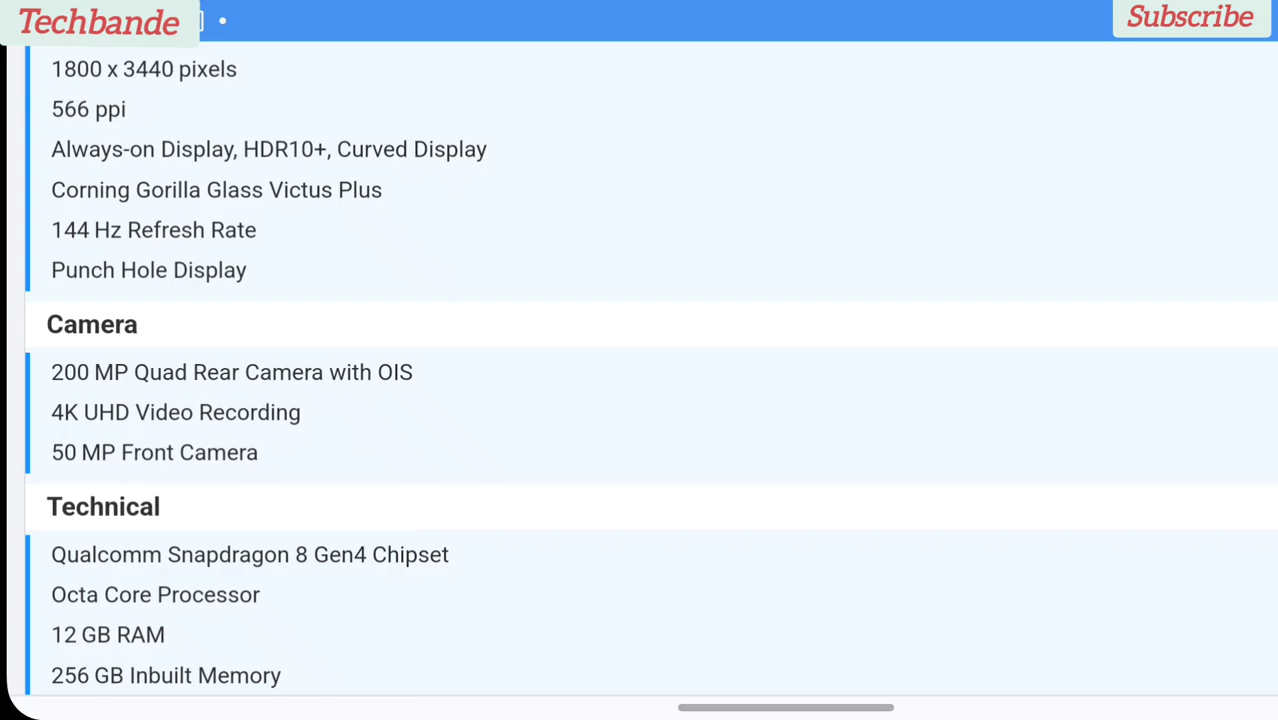 Techbande ] •
Subscribe
1800 x 3440 pixels
566 ppi
Always-on Display, HDR10+, Curved Display
Corning Gorilla Glass Victus Plus
144 Hz Refresh Rate
Punch Hole Display
Camera
200 MP Quad Rear Camera with OIS
4K UHD Video Recording
50 MP Front Camera
Technical
Qualcomm Snapdragon 8 Gen4 Chipset
Octa Core Processor
12 GB RAM
256 GB Inbuilt Memory